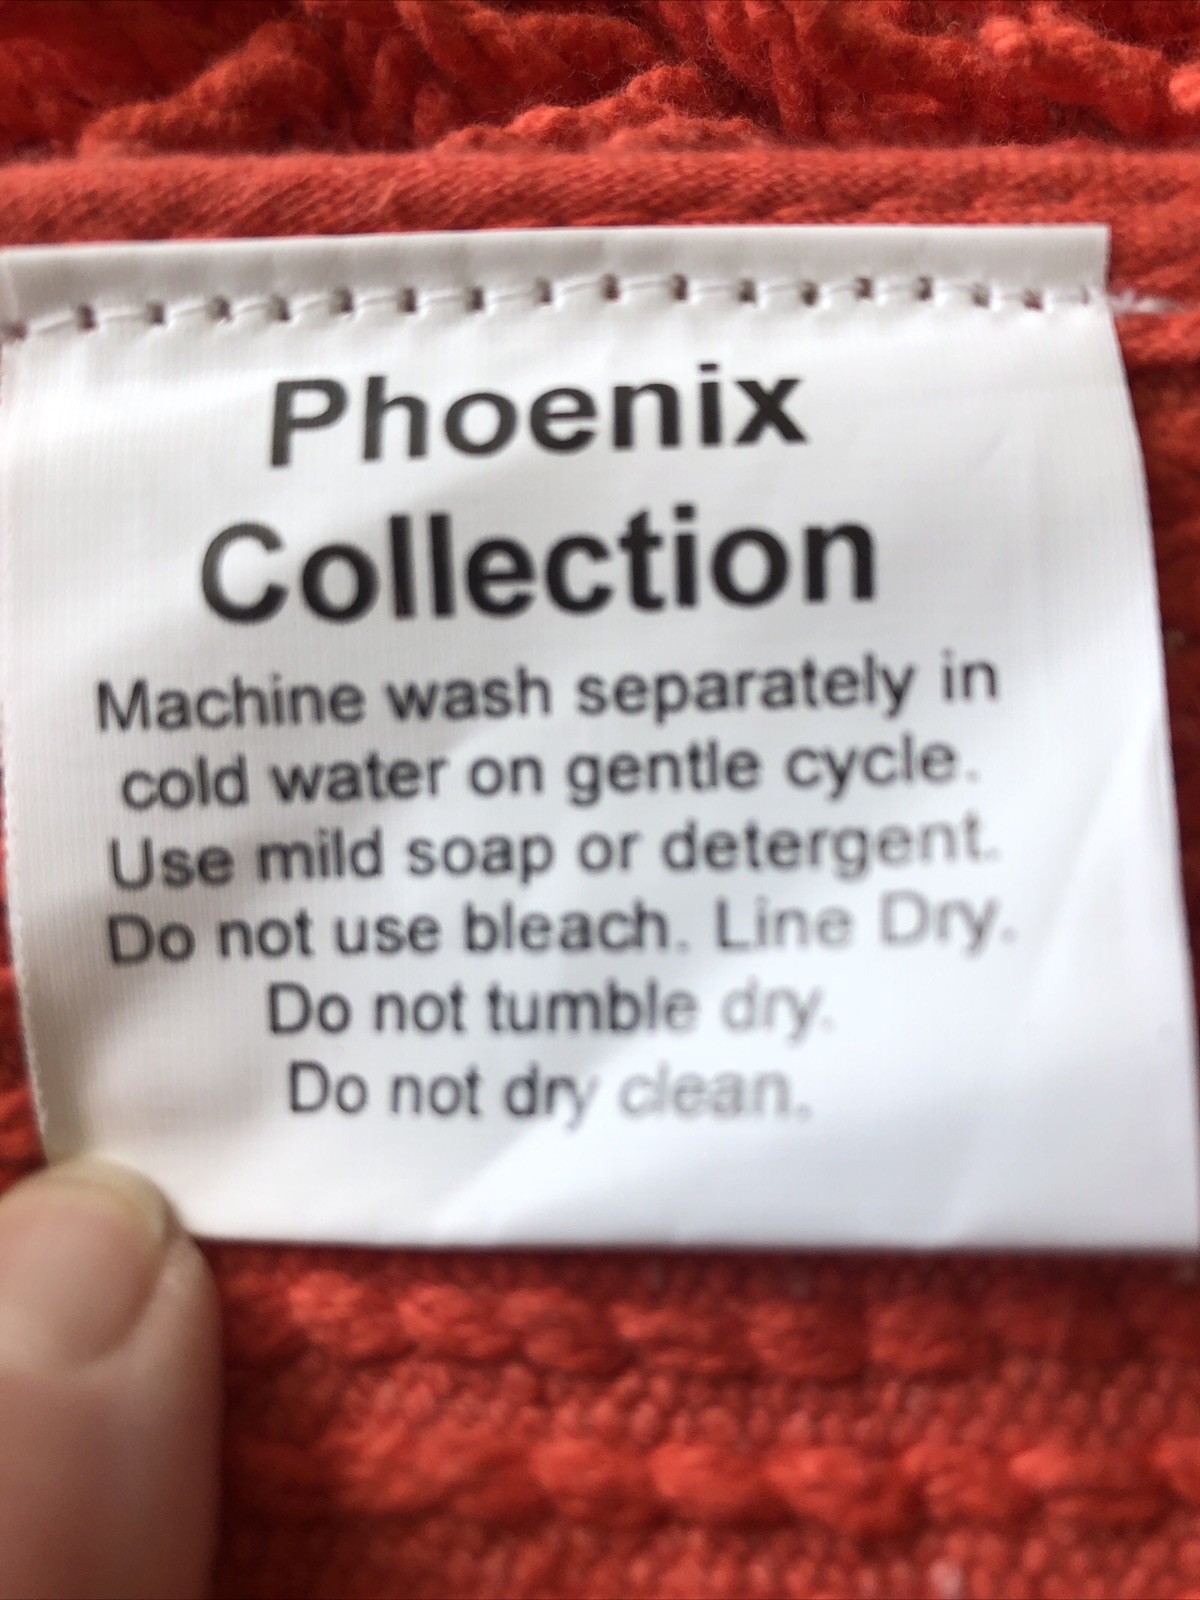 Phoenix
Collection
Machine wash separately in
cold water on gentle cycle.
Use mild soap or detergent.
Do not use bleach. Line Dry.
Do not tumble dry.
Do not dry clean.